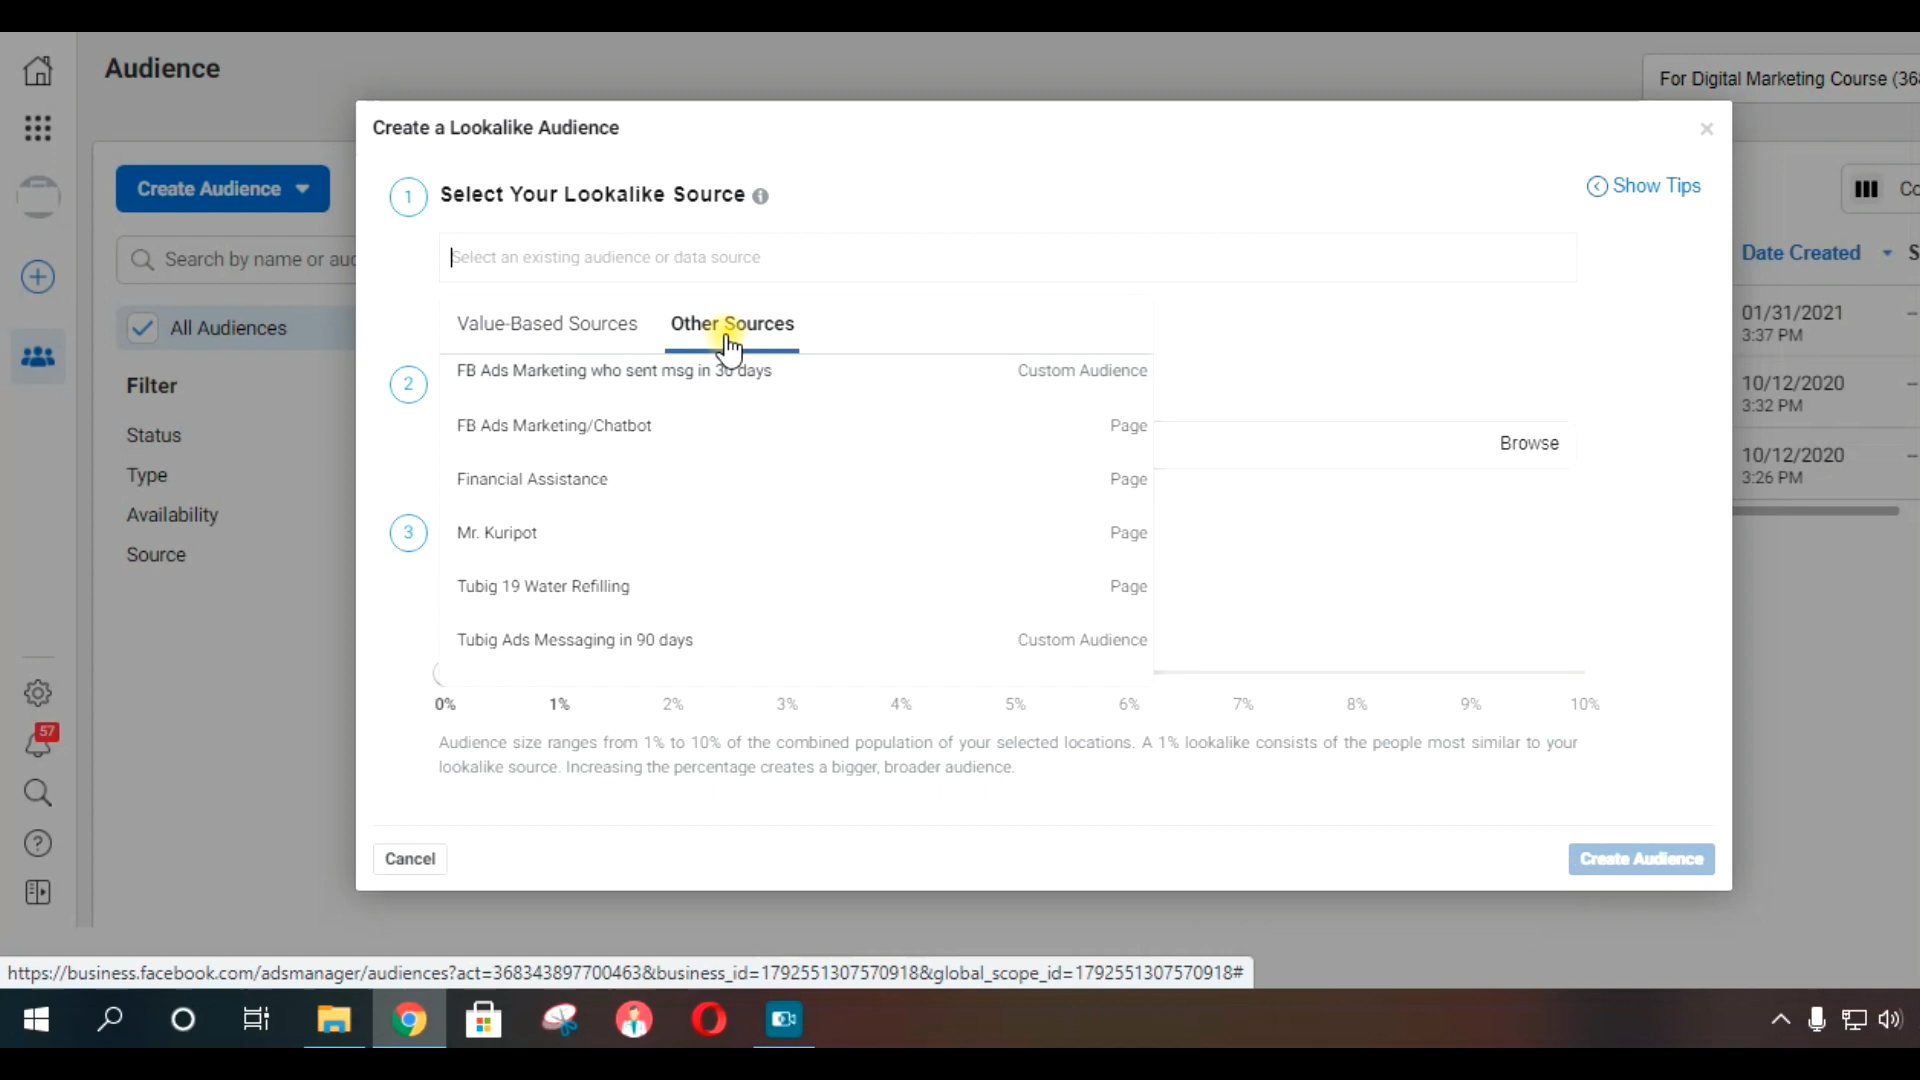 Audience
For Digital Marketing Course (36
Create a Lookalike Audience
Create Audience
1
Select Your Lookalike Source
Show Tips
Search by name or
Select an existing audience or data source
Date Created
All Audiences
Value-Based Sources
Other Sources
01/31/2021
3:37 PM
FB Ads Marketing who sent msg in 30 days
Custom Audience
Filter
2
10/12/2020
3:32 PM
FB Ads Marketing/Chatbot
Page
Status
Browse
10/12/2020
3:26 PM
Type
Financial Assistance
Page
Availability
3
Mr. Kuripot
Page
Source
Tubig 19 Water Refilling
Page
Tubig Ads Messaging in 90 days
Custom Audience
0% 1% 2% 3% 4% 5% 6% 7% 8% 9% 10%
57
Audience size ranges from 1% to 10% of the combined population of your selected locations. A 1% lookalike consists of the people most similar to your
lookalike source. Increasing the percentage creates a bigger, broader audience.
Cancel
Create Audience
https://business.facebook.com/adsmanager/audiences?act=368343897700463&business_id=1792551307570918&global_scope_id=1792551307570918#